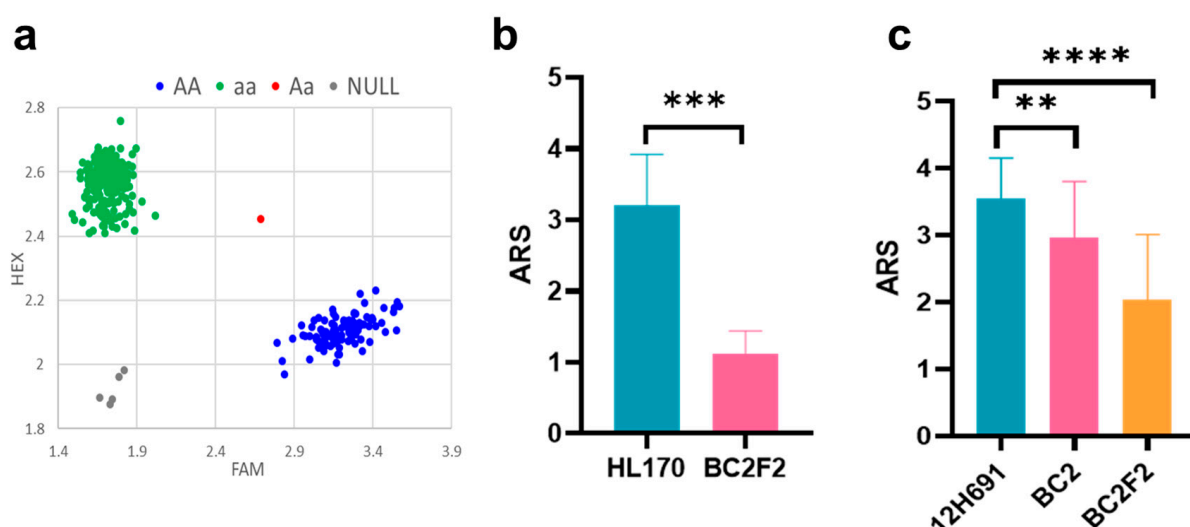 a
AA aa Aa NULL
HEX
2.8
2.6
2.4
2.2
2
1.8
1.4 1.9 2.4 2.9 3.4 3.9
FAM
b
ARS
5
4
3
2
1
0
***
HL170 BC2F2
c
ARS
5
4
3
2
1
0
****
**
12H691 BC2 BC2F2